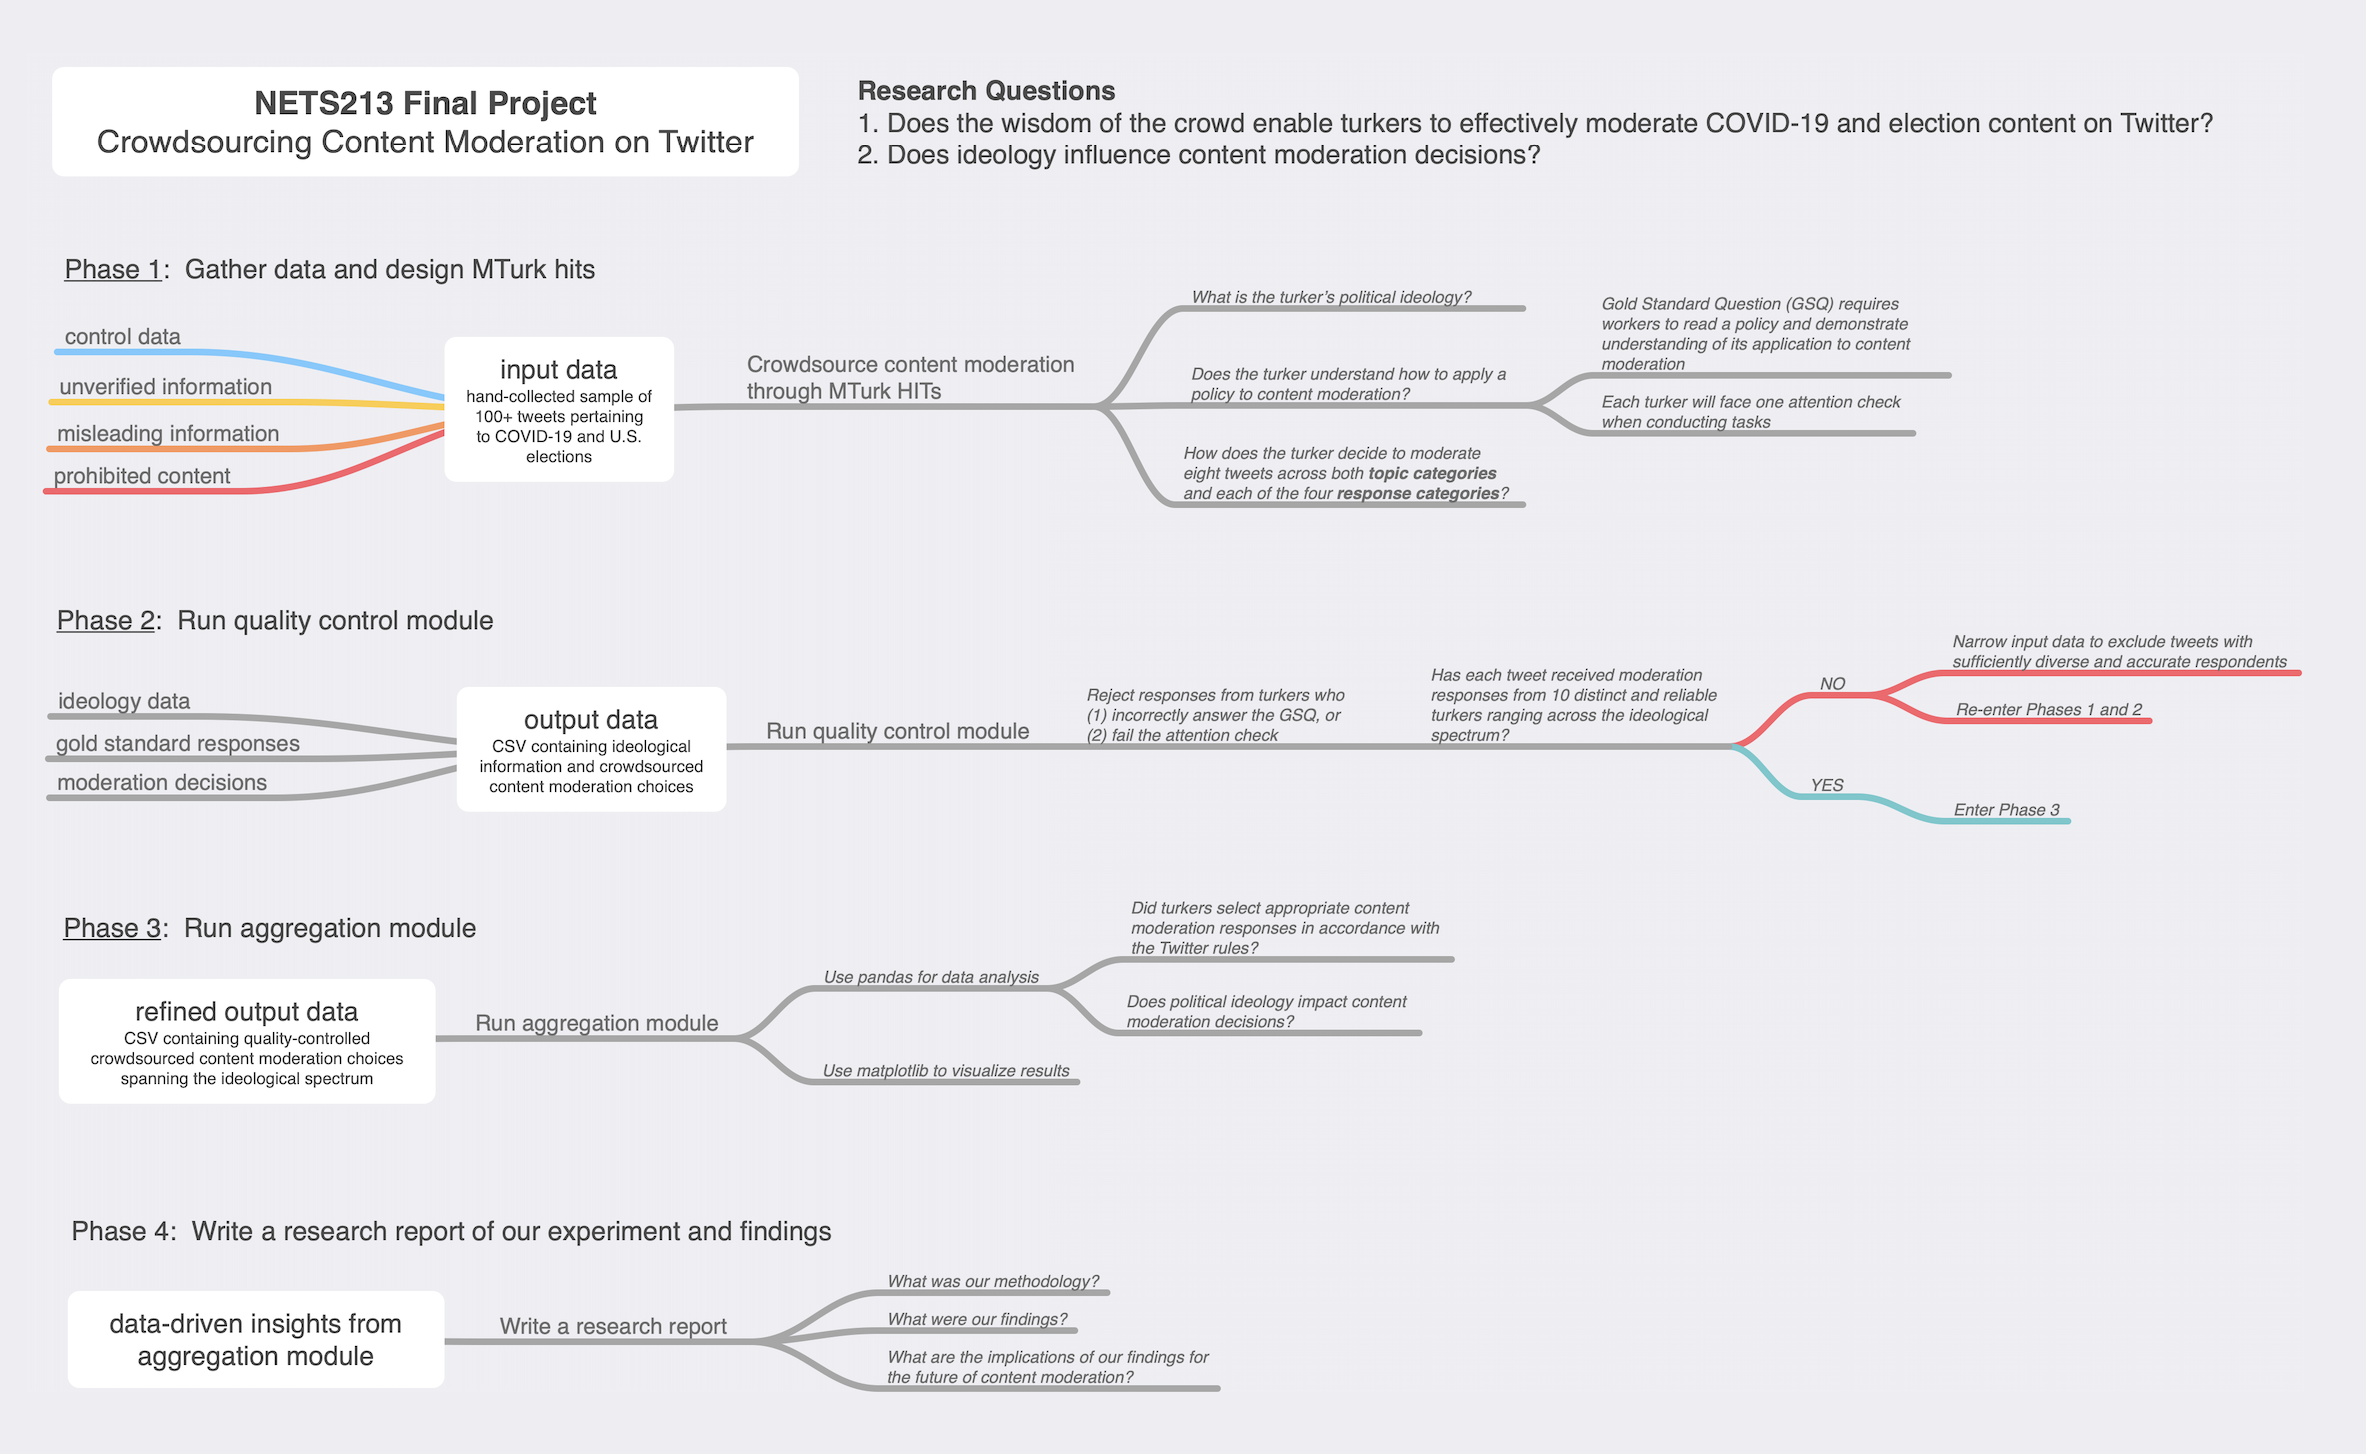 NETS213 Final Project
Crowdsourcing Content Moderation on Twitter
Research Questions
1. Does the wisdom of the crowd enable turkers to effectively moderate COVID-19 and election content on Twitter?
2. Does ideology influence content moderation decisions?
Phase 1:  Gather data and design MTurk hits
control data
unverified information
misleading information
prohibited content
input data
hand-collected sample of
100+ tweets pertaining
to COVID-19 and U.S.
elections
Crowdsource content moderation
through MTurk HITs
What is the turker's political ideology?
Does the turker understand how to apply a
policy to content moderation?
How does the turker decide to moderate
eight tweets across both topic categories
and each of the four response categories?
Gold Standard Question (GSQ) requires
workers to read a policy and demonstrate
understanding of its application to content
moderation
Each turker will face one attention check
when conducting tasks
Phase 2:  Run quality control module
ideology data
gold standard responses
moderation decisions
output data
CSV containing ideological
information and crowdsourced
content moderation choices
Run quality control module
Reject responses from turkers who
(1) incorrectly answer the GSQ, or
(2) fail the attention check
Has each tweet received moderation
responses from 10 distinct and reliable
turkers ranging across the ideological
spectrum?
NO
Narrow input data to exclude tweets with
sufficiently diverse and accurate respondents
Re-enter Phases 1 and 2
YES
Enter Phase 3
Phase 3:  Run aggregation module
refined output data
CSV containing quality-controlled
crowdsourced content moderation choices
spanning the ideological spectrum
Run aggregation module
Use pandas for data analysis
Did turkers select appropriate content
moderation responses in accordance with
the Twitter rules?
Does political ideology impact content
moderation decisions?
Use matplotlib to visualize results
Phase 4:  Write a research report of our experiment and findings
data-driven insights from
aggregation module
Write a research report
What was our methodology?
What were our findings?
What are the implications of our findings for
the future of content moderation?